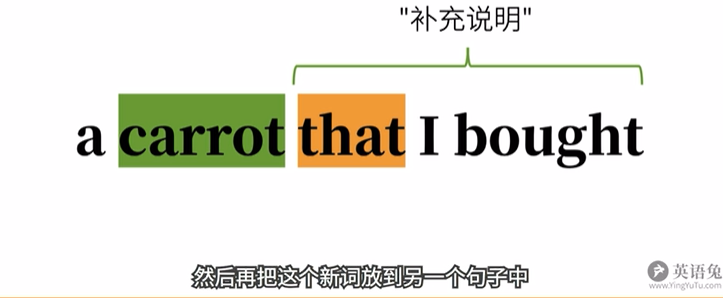 "补充说明"
a carrot that I bought
然后再把这个新词放到另一个句子中
英语兔
www.YingYuTu.com